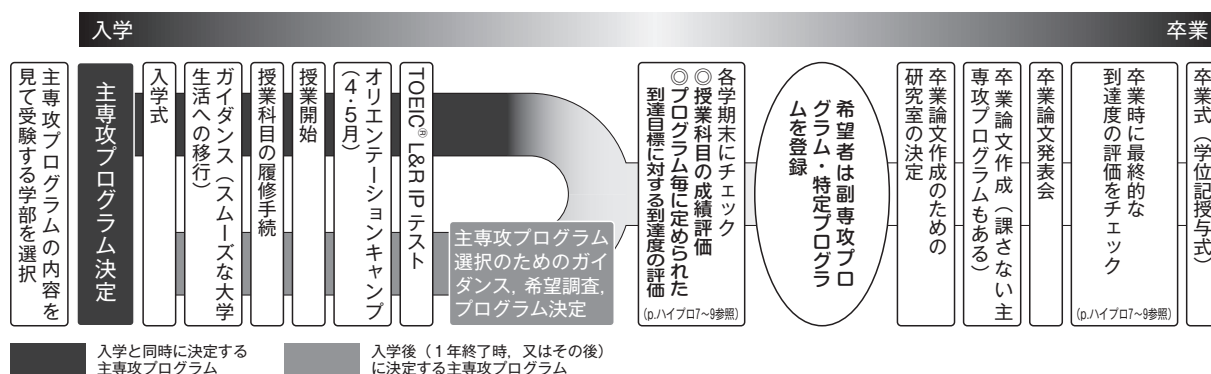 入学
卒業
主専攻プログラムの内容を
見て受験する学部を選択
主専攻プログラム決定
入学式
ガイダンス（スムーズな大学
生活への移行）
授業科目の履修手続
授業開始
オリエンテーションキャンプ
（4・5月）
TOEIC® L&R IP テスト
主専攻プログラム
選択のためのガイ
ダンス, 希望調査,
プログラム決定
各学期末にチェック
◎授業科目の成績評価
◎プログラム毎に定められた
到達目標に対する到達度の評価
(p.ハイプロ7～9参照)
希望者は副専攻プロ
グラム・特定プログラ
ムを登録
卒業論文作成のための
研究室の決定
卒業論文作成（課さない主
専攻プログラムもある）
卒業論文発表会
卒業時に最終的な
到達度の評価をチェック
(p.ハイプロ7～9参照)
卒業式（学位記授与式）
入学と同時に決定する
主専攻プログラム
入学後（1年終了時，又はその後）
に決定する主専攻プログラム